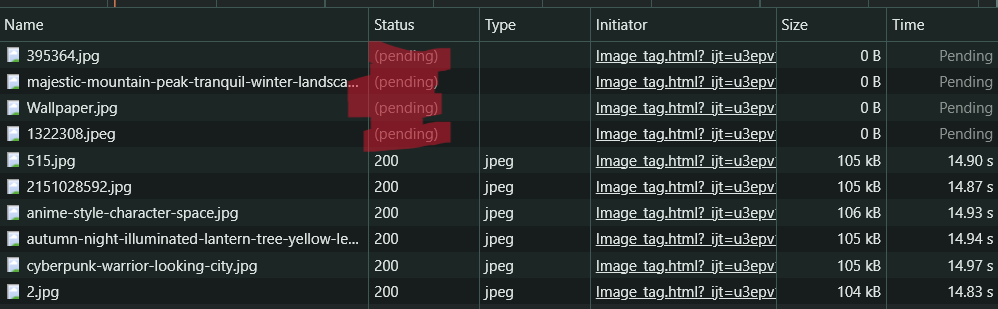 Name Status Type Initiator Size Time
395364.jpg (pending) Image_tag.html?_ijt=u3epv 0 B Pending
majestic-mountain-peak-tranquil-winter-landsca... (pending) Image_tag.html?_ijt=u3epv 0 B Pending
Wallpaper.jpg (pending) Image_tag.html?_ijt=u3epv 0 B Pending
1322308.jpeg (pending) Image_tag.html?_ijt=u3epv 0 B Pending
515.jpg 200 jpeg Image_tag.html?_ijt=u3epv 105 kB 14.90 s
2151028592.jpg 200 jpeg Image_tag.html?_ijt=u3epv 105 kB 14.87 s
anime-style-character-space.jpg 200 jpeg Image_tag.html?_ijt=u3epv 106 kB 14.93 s
autumn-night-illuminated-lantern-tree-yellow-le... 200 jpeg Image_tag.html?_ijt=u3epv 105 kB 14.94 s
cyberpunk-warrior-looking-city.jpg 200 jpeg Image_tag.html?_ijt=u3epv 105 kB 14.97 s
2.jpg 200 jpeg Image_tag.html?_ijt=u3epv 104 kB 14.83 s